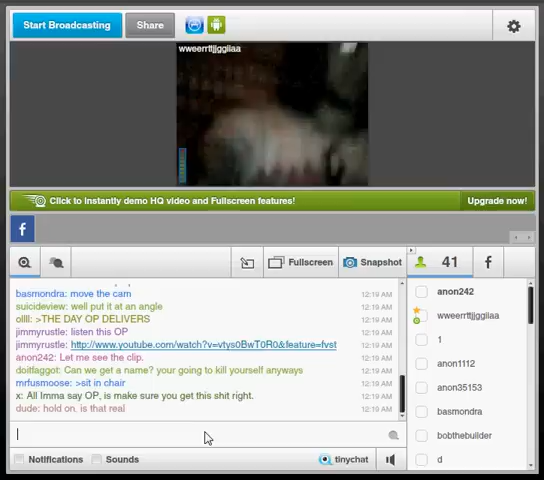 Start Broadcasting Share
wweerrttjjggiiaa
Click to instantly demo HQ video and Fullscreen features! Upgrade now!
f
Fullscreen Snapshot 41 f
basmondra: move the cam 12:19 AM
suicideview: well put it at an angle 12:19 AM
ollll: >THE DAY OP DELIVERS 12:19 AM
jimmyrustle: listen this OP 12:19 AM
jimmyrustle: http://www.youtube.com/watch?v=vtys0BwT0R0&feature=fvst 12:19 AM
anon242: Let me see the clip. 12:19 AM
doitfaggot: Can we get a name? your going to kill yourself anyways 12:19 AM
mrfusmoose: >sit in chair 12:19 AM
x: All Imma say OP, is make sure you get this shit right. 12:19 AM
dude: hold on. is that real 12:19 AM
anon242
wweerrttjjggiiaa
1
anon1112
anon35153
basmondra
bobthebuilder
d
Notifications Sounds tinychat